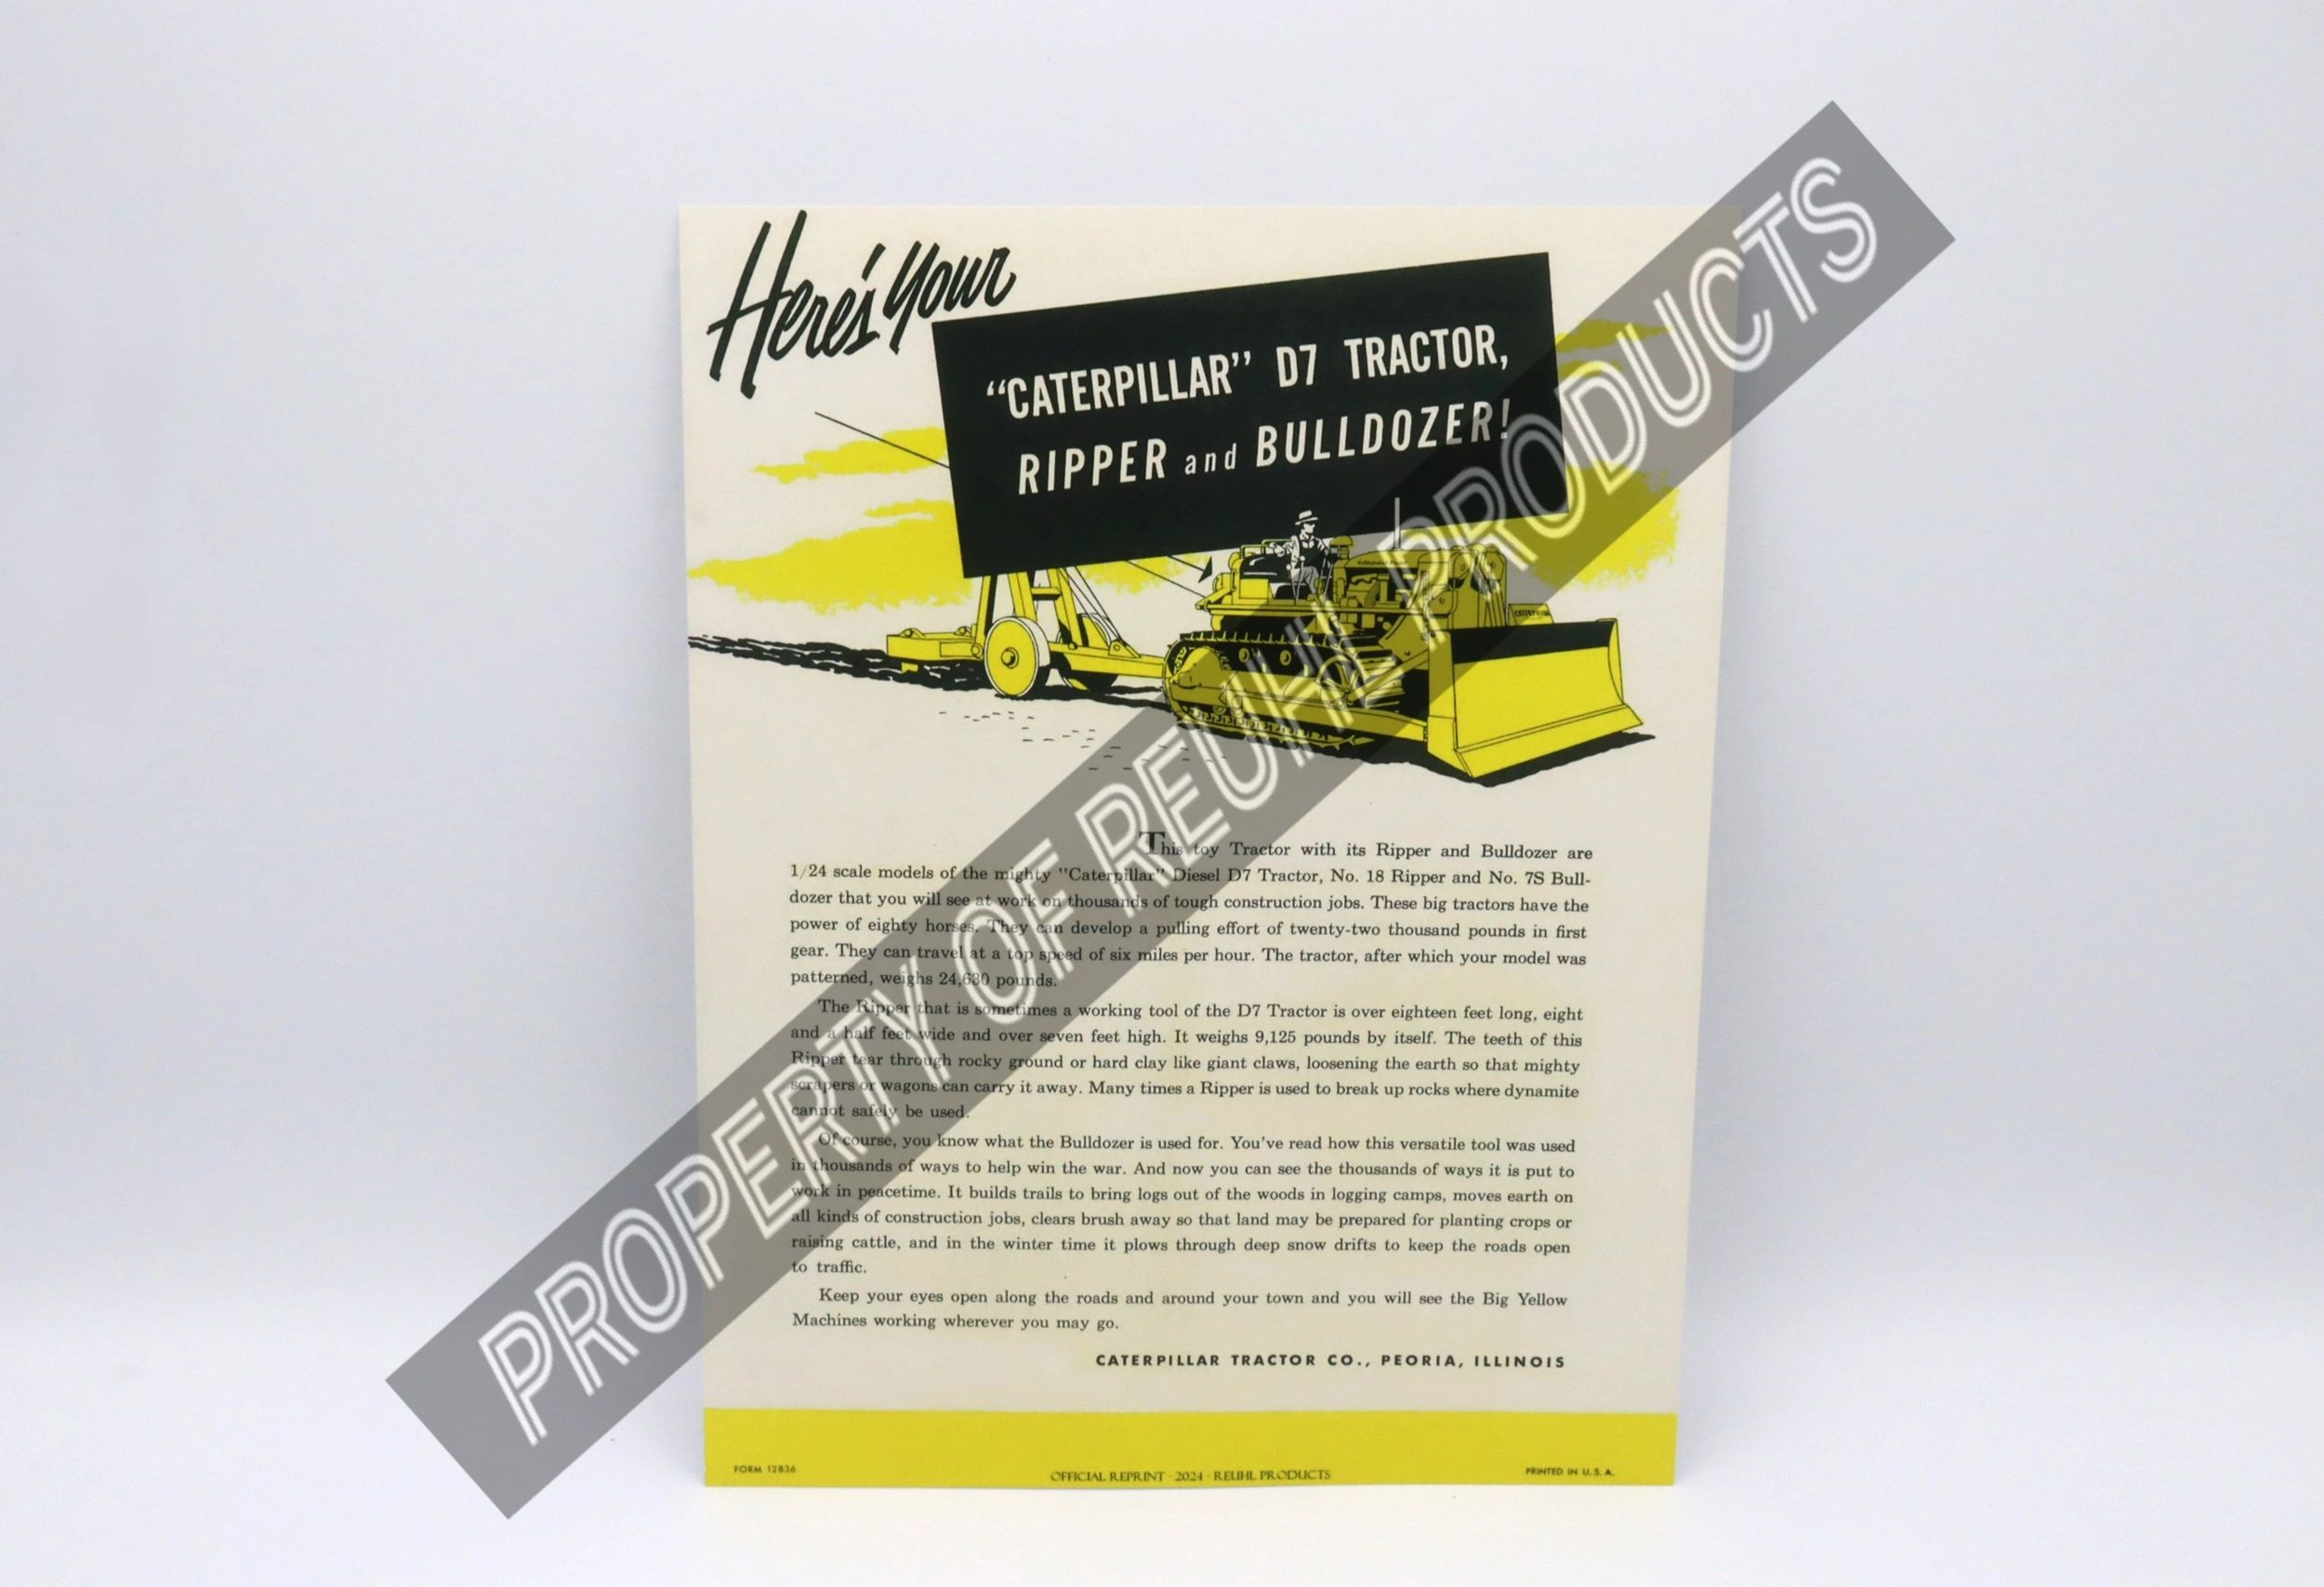 Here's Your
“CATERPILLAR” D7 TRACTOR,
RIPPER and BULLDOZER!
This toy Tractor with its Ripper and Bulldozer are
1/24 scale models of the mighty "Caterpillar" Diesel D7 Tractor, No. 18 Ripper and No. 7S Bull-
dozer that you will see at work on thousands of tough construction jobs. These big tractors have the
power of eighty horses. They can develop a pulling effort of twenty-two thousand pounds in first
gear. They can travel at a top speed of six miles per hour. The tractor, after which your model was
patterned, weighs 24,630 pounds.
The Ripper that is sometimes a working tool of the D7 Tractor is over eighteen feet long, eight
and a half feet wide and over seven feet high. It weighs 9,125 pounds by itself. The teeth of this
Ripper tear through rocky ground or hard clay like giant claws, loosening the earth so that mighty
scrapers or wagons can carry it away. Many times a Ripper is used to break up rocks where dynamite
cannot safely be used.
Of course, you know what the Bulldozer is used for. You've read how this versatile tool was used
in thousands of ways to help win the war. And now you can see the thousands of ways it is put to
work in peacetime. It builds trails to bring logs out of the woods in logging camps, moves earth on
all kinds of construction jobs, clears brush away so that land may be prepared for planting crops or
raising cattle, and in the winter time it plows through deep snow drifts to keep the roads open
to traffic.
Keep your eyes open along the roads and around your town and you will see the Big Yellow
Machines working wherever you may go.
CATERPILLAR TRACTOR CO., PEORIA, ILLINOIS
FORM 12836
OFFICIAL REPRINT · 2024 · REUHL PRODUCTS
PRINTED IN U. S. A.
PROPERTY OF REUHL PRODUCTS